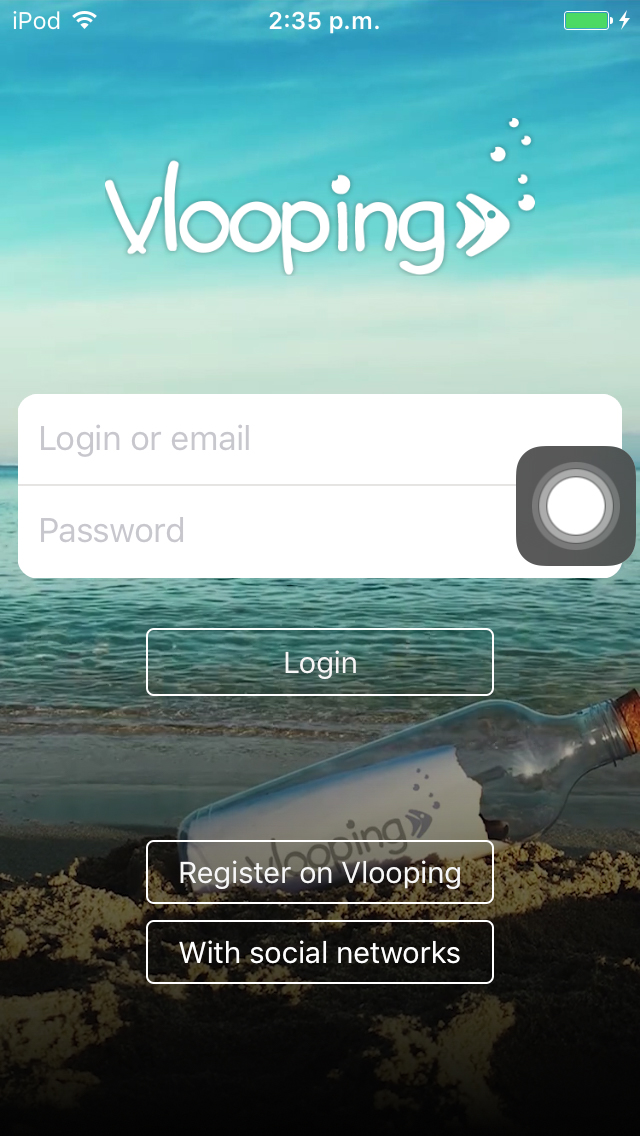 iPod 2:35 p.m.
Vlooping
Login or email
Password
Login
Vlooping
Register on Vlooping
With social networks